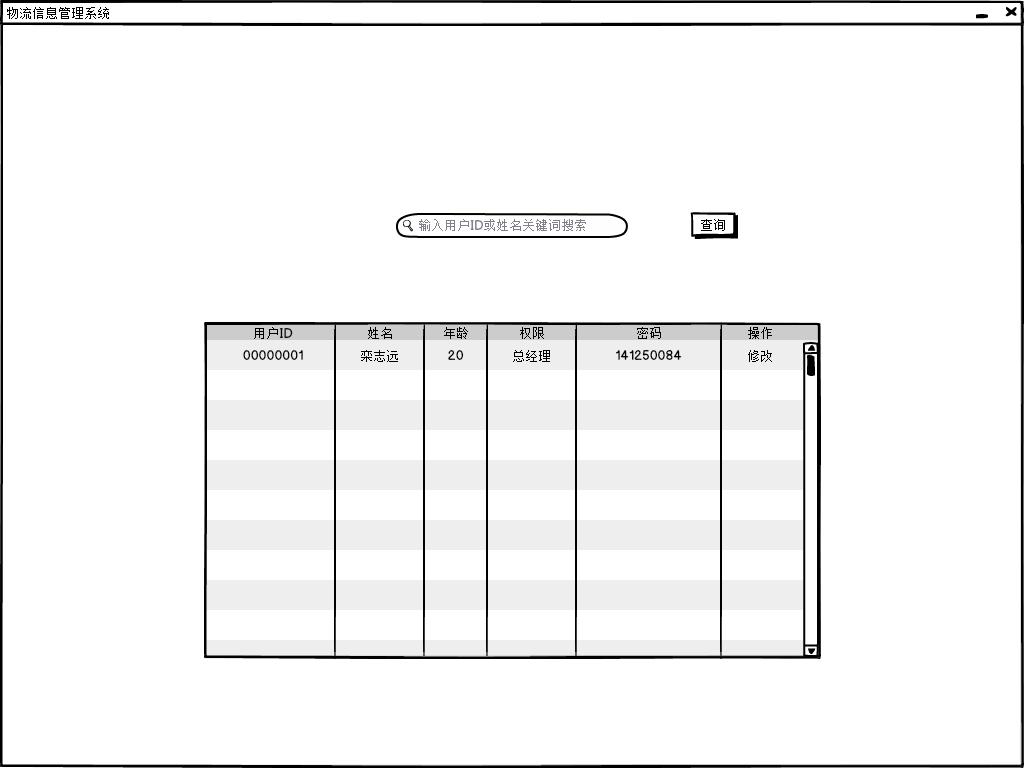 物流信息管理系统
输入用户ID或姓名关键词搜索 查询
用户ID 姓名 年龄 权限 密码 操作
00000001 栾志远 20 总经理 141250084 修改